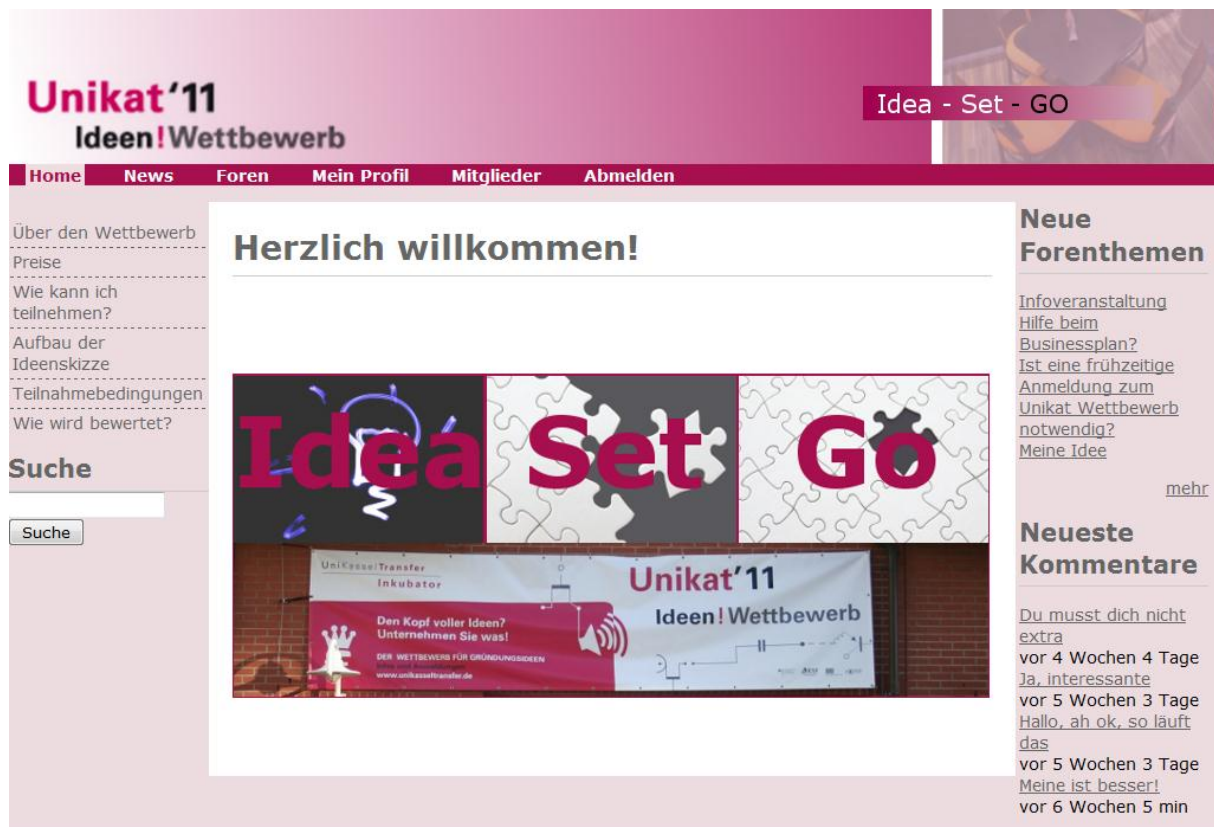 Unikat'11
Ideen!Wettbewerb
Idea - Set - GO
Home News Foren Mein Profil Mitglieder Abmelden
Über den Wettbewerb
Preise
Wie kann ich
teilnehmen?
Aufbau der
Ideenskizze
Teilnahmebedingungen
Wie wird bewertet?
Suche
Suche
Herzlich willkommen!
Idea Set Go
UniKasselTransfer
Inkubator
Den Kopf voller Ideen?
Unternehmen Sie was!
DER WETTBEWERB FÜR GRÜNDUNGSIDEEN
www.unikasseltransfer.de
Unikat'11
Ideen!Wettbewerb
Neue
Forenthemen
Infoveranstaltung
Hilfe beim
Businessplan?
Ist eine frühzeitige
Anmeldung zum
Unikat Wettbewerb
notwendig?
Meine Idee
mehr
Neueste
Kommentare
Du musst dich nicht
extra
vor 4 Wochen 4 Tage
Ja, interessante
vor 5 Wochen 3 Tage
Hallo, ah ok, so läuft
das
vor 5 Wochen 3 Tage
Meine ist besser!
vor 6 Wochen 5 min